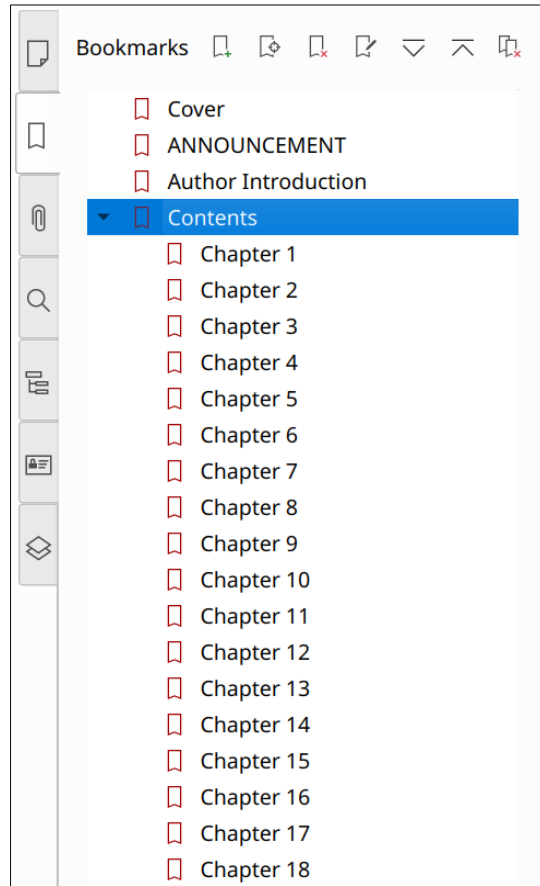 Bookmarks
Cover
ANNOUNCEMENT
Author Introduction
Contents
Chapter 1
Chapter 2
Chapter 3
Chapter 4
Chapter 5
Chapter 6
Chapter 7
Chapter 8
Chapter 9
Chapter 10
Chapter 11
Chapter 12
Chapter 13
Chapter 14
Chapter 15
Chapter 16
Chapter 17
Chapter 18